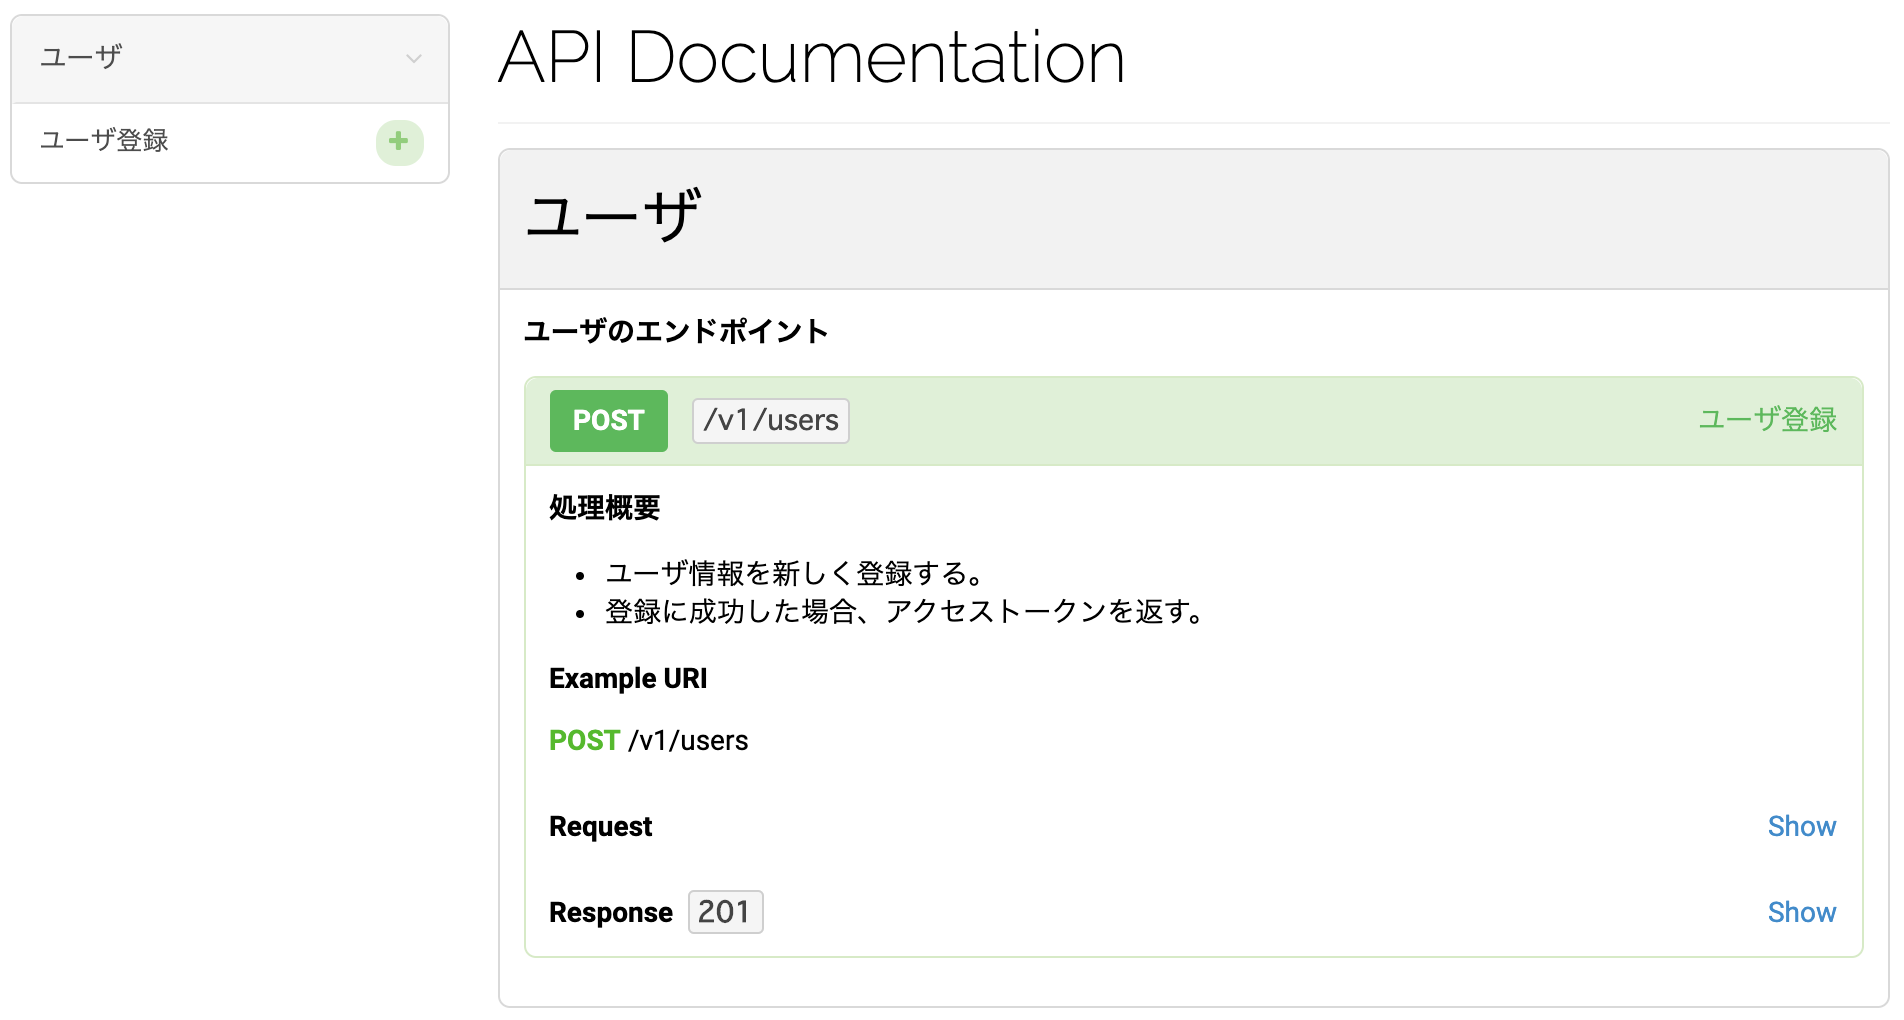 ユーザ
ユーザ登録
API Documentation
ユーザ
ユーザのエンドポイント
POST /v1/users ユーザ登録
処理概要
• ユーザ情報を新しく登録する。
• 登録に成功した場合、アクセストークンを返す。
Example URI
POST /v1/users
Request Show
Response 201 Show